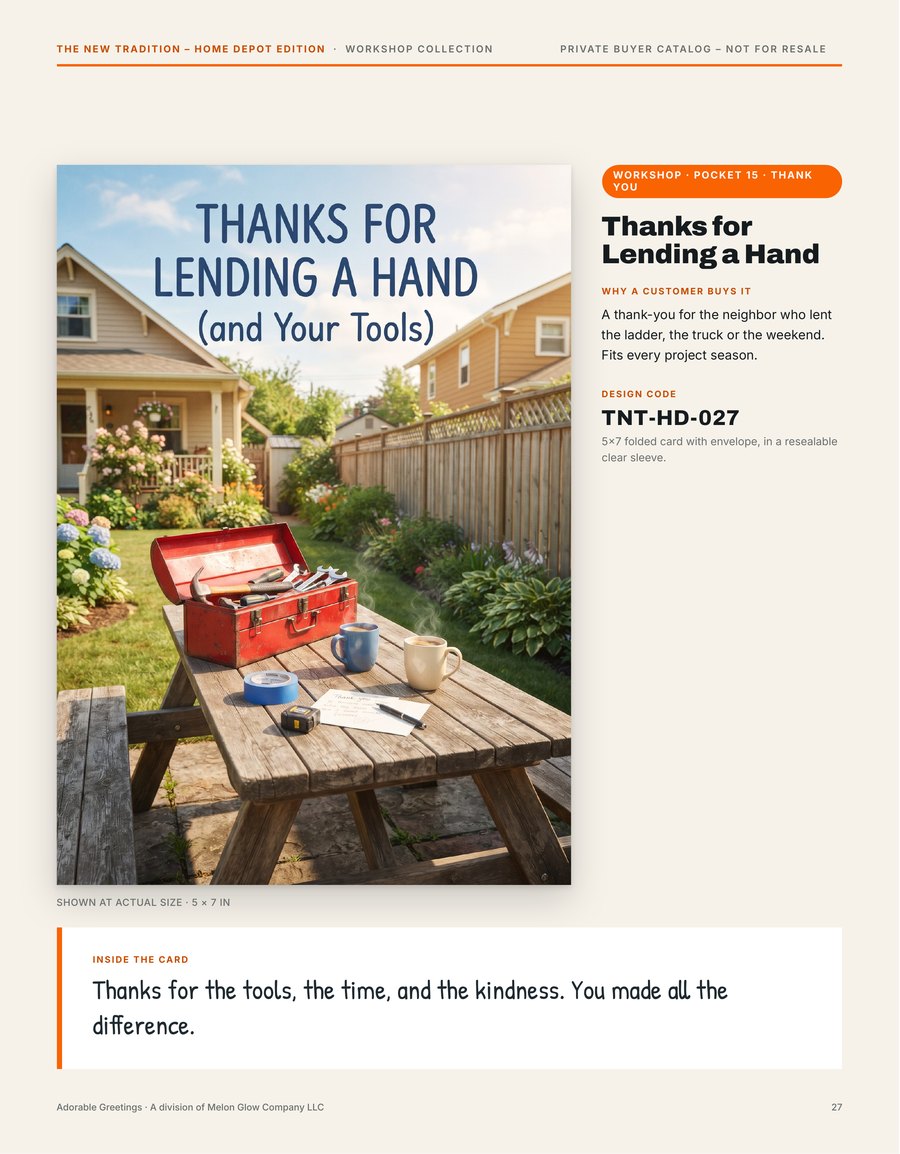 THE NEW TRADITION – HOME DEPOT EDITION · WORKSHOP COLLECTION
PRIVATE BUYER CATALOG – NOT FOR RESALE
THANKS FOR
LENDING A HAND
(and Your Tools)
Thank you
SHOWN AT ACTUAL SIZE · 5 × 7 IN
WORKSHOP · POCKET 15 · THANK
YOU
Thanks for
Lending a Hand
WHY A CUSTOMER BUYS IT
A thank-you for the neighbor who lent
the ladder, the truck or the weekend.
Fits every project season.
DESIGN CODE
TNT-HD-027
5×7 folded card with envelope, in a resealable
clear sleeve.
INSIDE THE CARD
Thanks for the tools, the time, and the kindness. You made all the
difference.
Adorable Greetings · A division of Melon Glow Company LLC
27